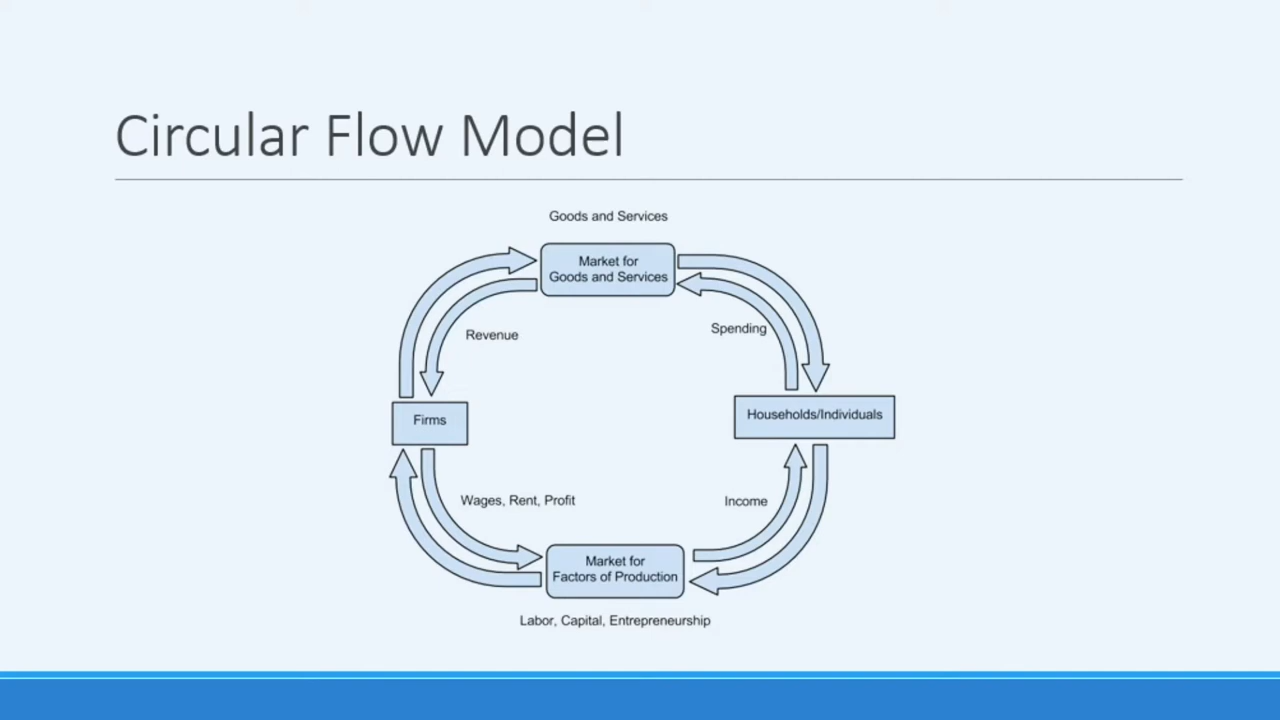 Circular Flow Model
Goods and Services
Market for
Goods and Services
Revenue
Spending
Firms
Households/Individuals
Wages, Rent, Profit
Income
Market for
Factors of Production
Labor, Capital, Entrepreneurship